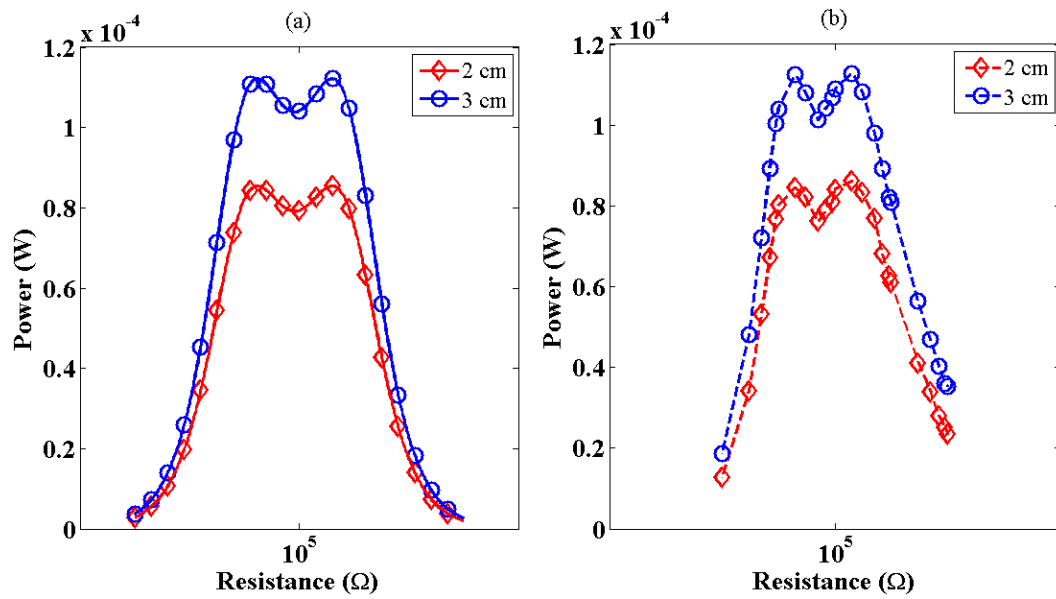 (a)
x 10^-4
1.2
1
0.8
0.6
0.4
0.2
0
Power (W)
10^5
Resistance (Ω)
2 cm
3 cm
(b)
x 10^-4
1.2
1
0.8
0.6
0.4
0.2
0
Power (W)
10^5
Resistance (Ω)
2 cm
3 cm